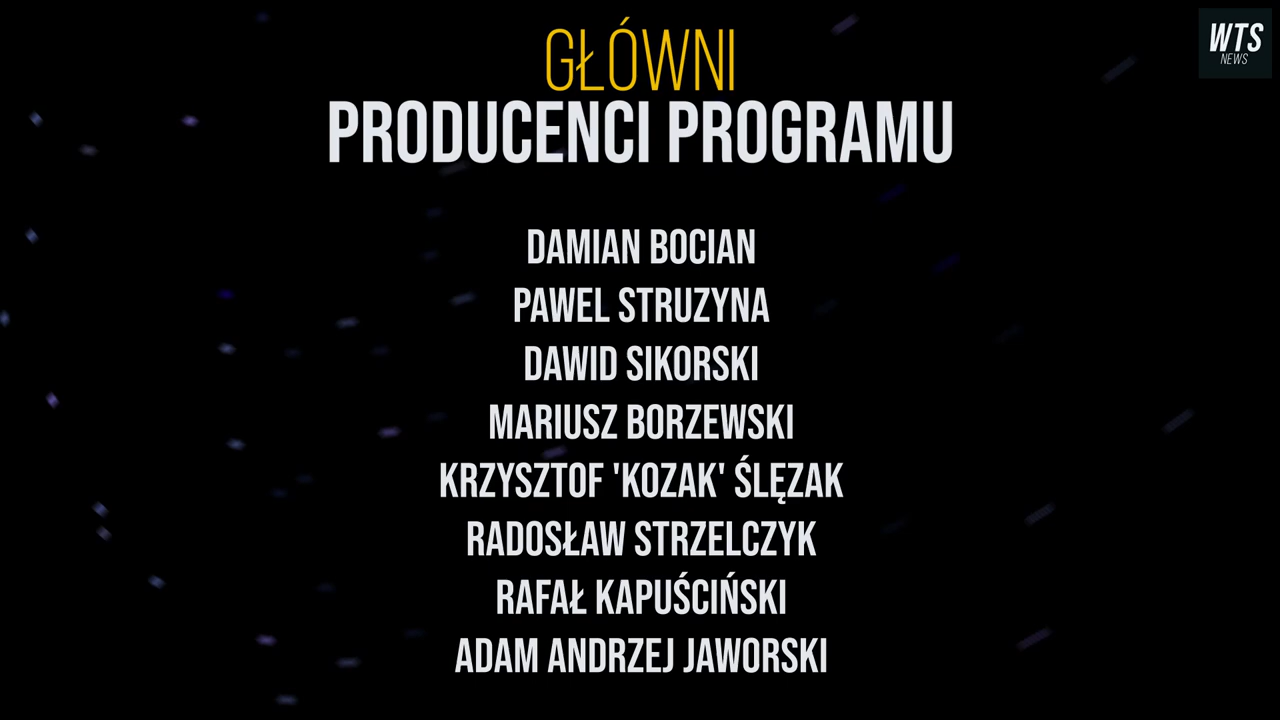 GŁÓWNI
PRODUCENCI PROGRAMU
WTS
NEWS
DAMIAN BOCIAN
PAWEL STRUZYNA
DAWID SIKORSKI
MARIUSZ BORZEWSKI
KRZYSZTOF 'KOZAK' ŚLĘZAK
RADOSŁAW STRZELCZYK
RAFAŁ KAPUŚCIŃSKI
ADAM ANDRZEJ JAWORSKI